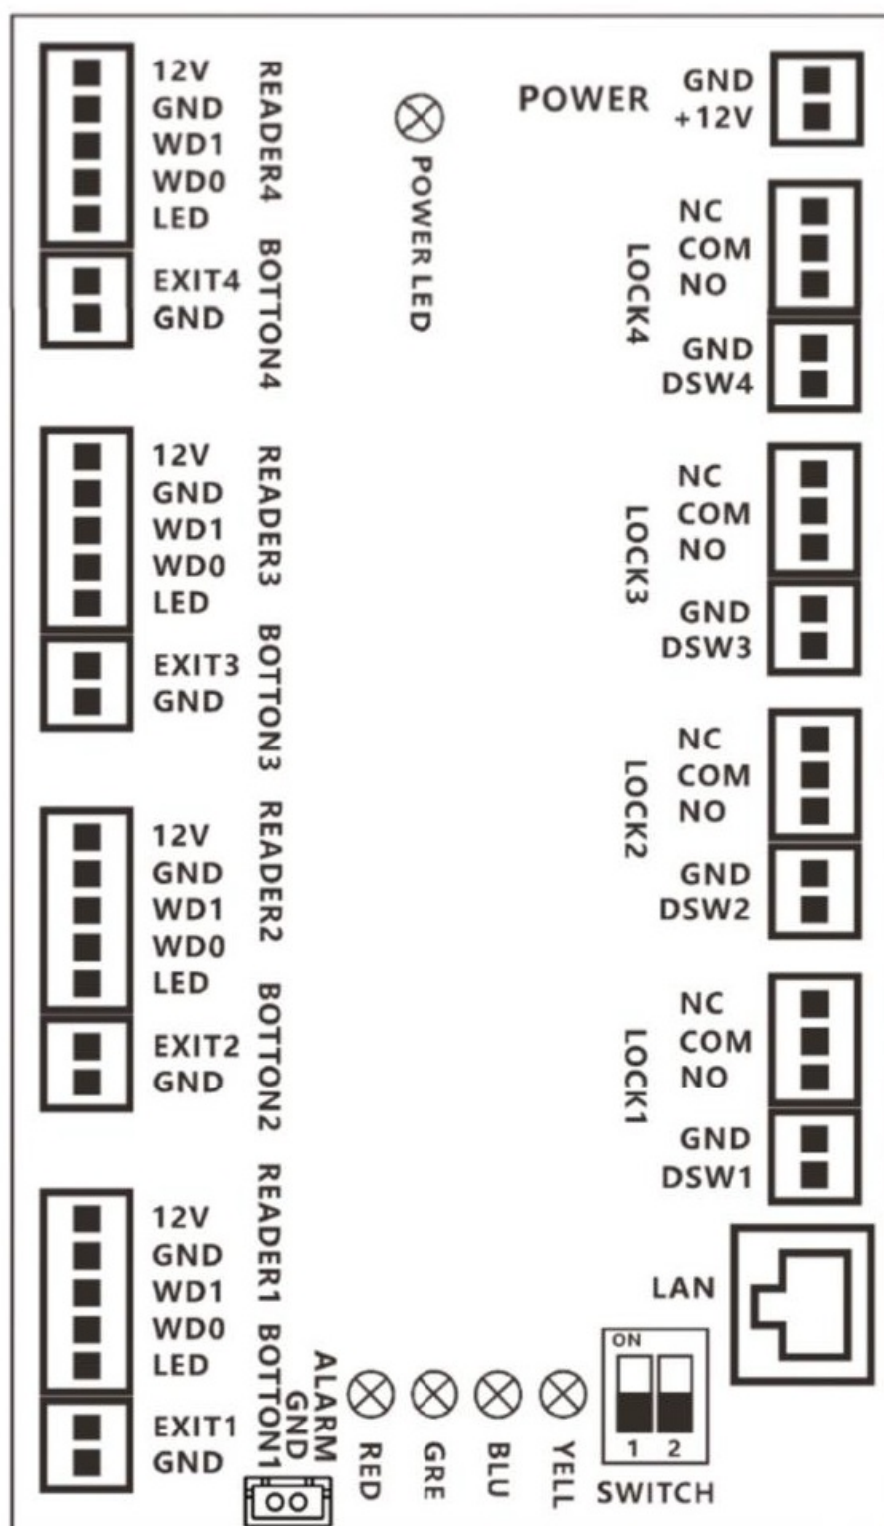 12V
GND
WD1
WD0
LED
READER4
EXIT4
GND
BOTTON4
12V
GND
WD1
WD0
LED
READER3
EXIT3
GND
BOTTON3
12V
GND
WD1
WD0
LED
READER2
EXIT2
GND
BOTTON2
12V
GND
WD1
WD0
LED
READER1
EXIT1
GND
BOTTON1
POWER LED
POWER
GND
+12V
NC
COM
NO
LOCK4
GND
DSW4
NC
COM
NO
LOCK3
GND
DSW3
NC
COM
NO
LOCK2
GND
DSW2
NC
COM
NO
LOCK1
GND
DSW1
LAN
ALARM
GND
RED
GRE
BLU
YELL
ON
1 2
SWITCH